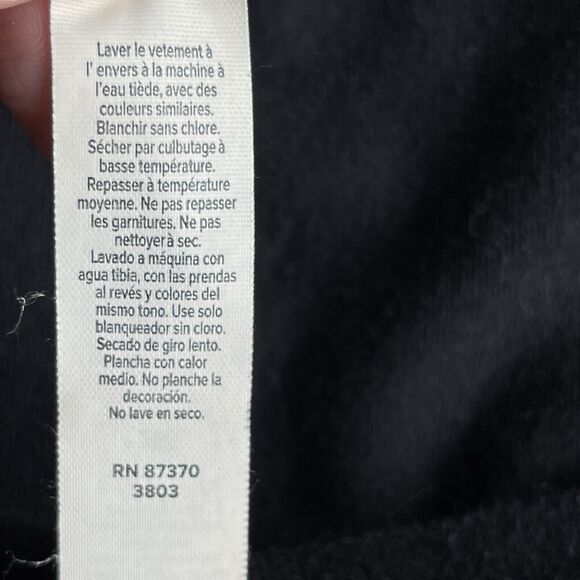 Laver le vetement à
l' envers à la machine à
l'eau tiède, avec des
couleurs similaires.
Blanchir sans chlore.
Sécher par culbutage à
basse température.
Repasser à température
moyenne. Ne pas repasser
les garnitures. Ne pas
nettoyer à sec.
Lavado a máquina con
agua tibia, con las prendas
al revés y colores del
mismo tono. Use solo
blanqueador sin cloro.
Secado de giro lento.
Plancha con calor
medio. No planche la
decoración.
No lave en seco.
RN 87370
3803